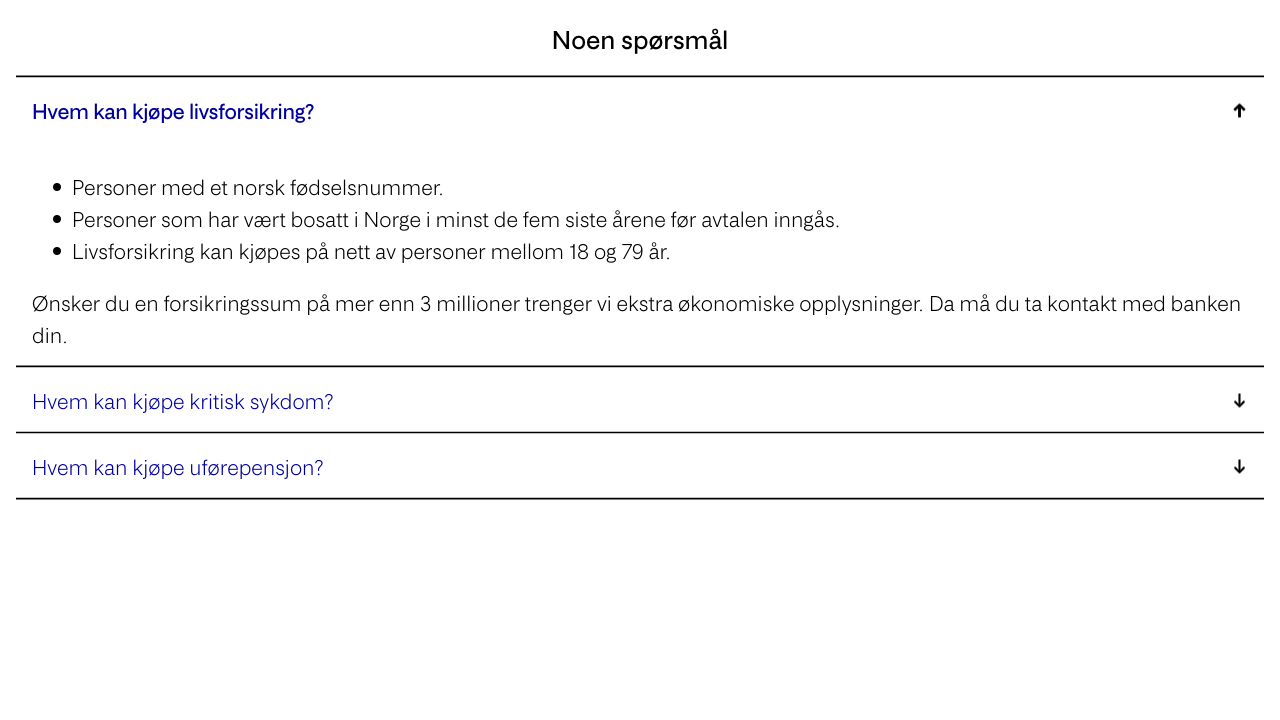 Noen spørsmål
Hvem kan kjøpe livsforsikring?
Personer med et norsk fødselsnummer.
Personer som har vært bosatt i Norge i minst de fem siste årene før avtalen inngås.
Livsforsikring kan kjøpes på nett av personer mellom 18 og 79 år.
Ønsker du en forsikringssum på mer enn 3 millioner trenger vi ekstra økonomiske opplysninger. Da må du ta kontakt med banken
din.
Hvem kan kjøpe kritisk sykdom?
Hvem kan kjøpe uførepensjon?